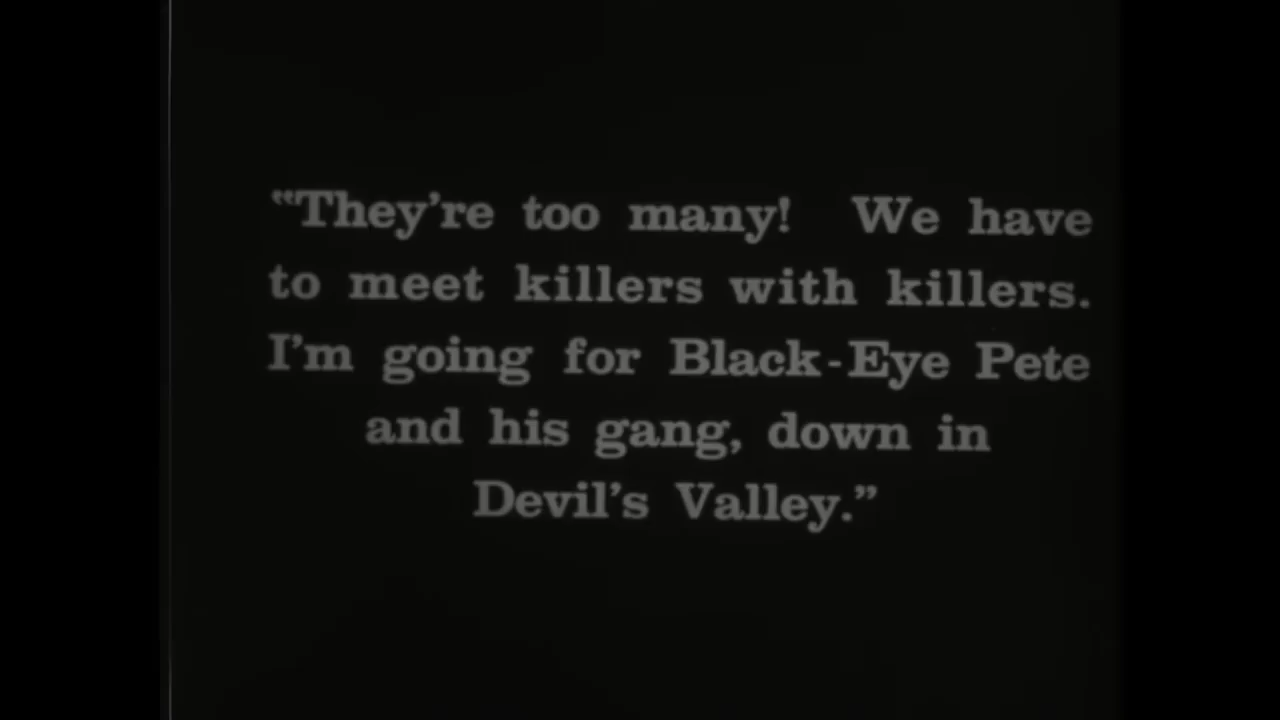 “They’re too many! We have
to meet killers with killers.
I’m going for Black-Eye Pete
and his gang, down in
Devil’s Valley.”